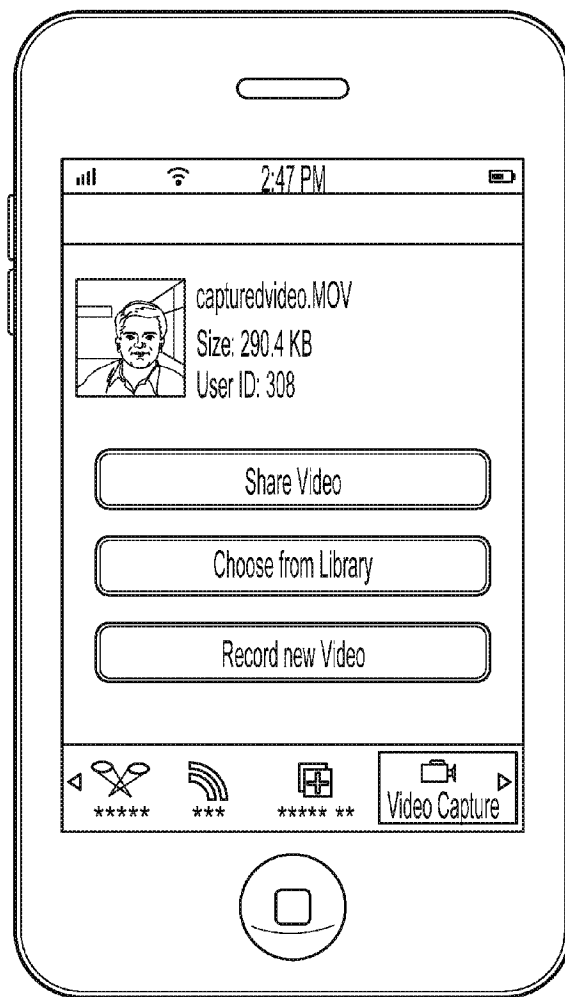 2:47 PM
capturedvideo.MOV
Size: 290.4 KB
User ID: 308
Share Video
Choose from Library
Record new Video
***** *** ***** ** Video Capture